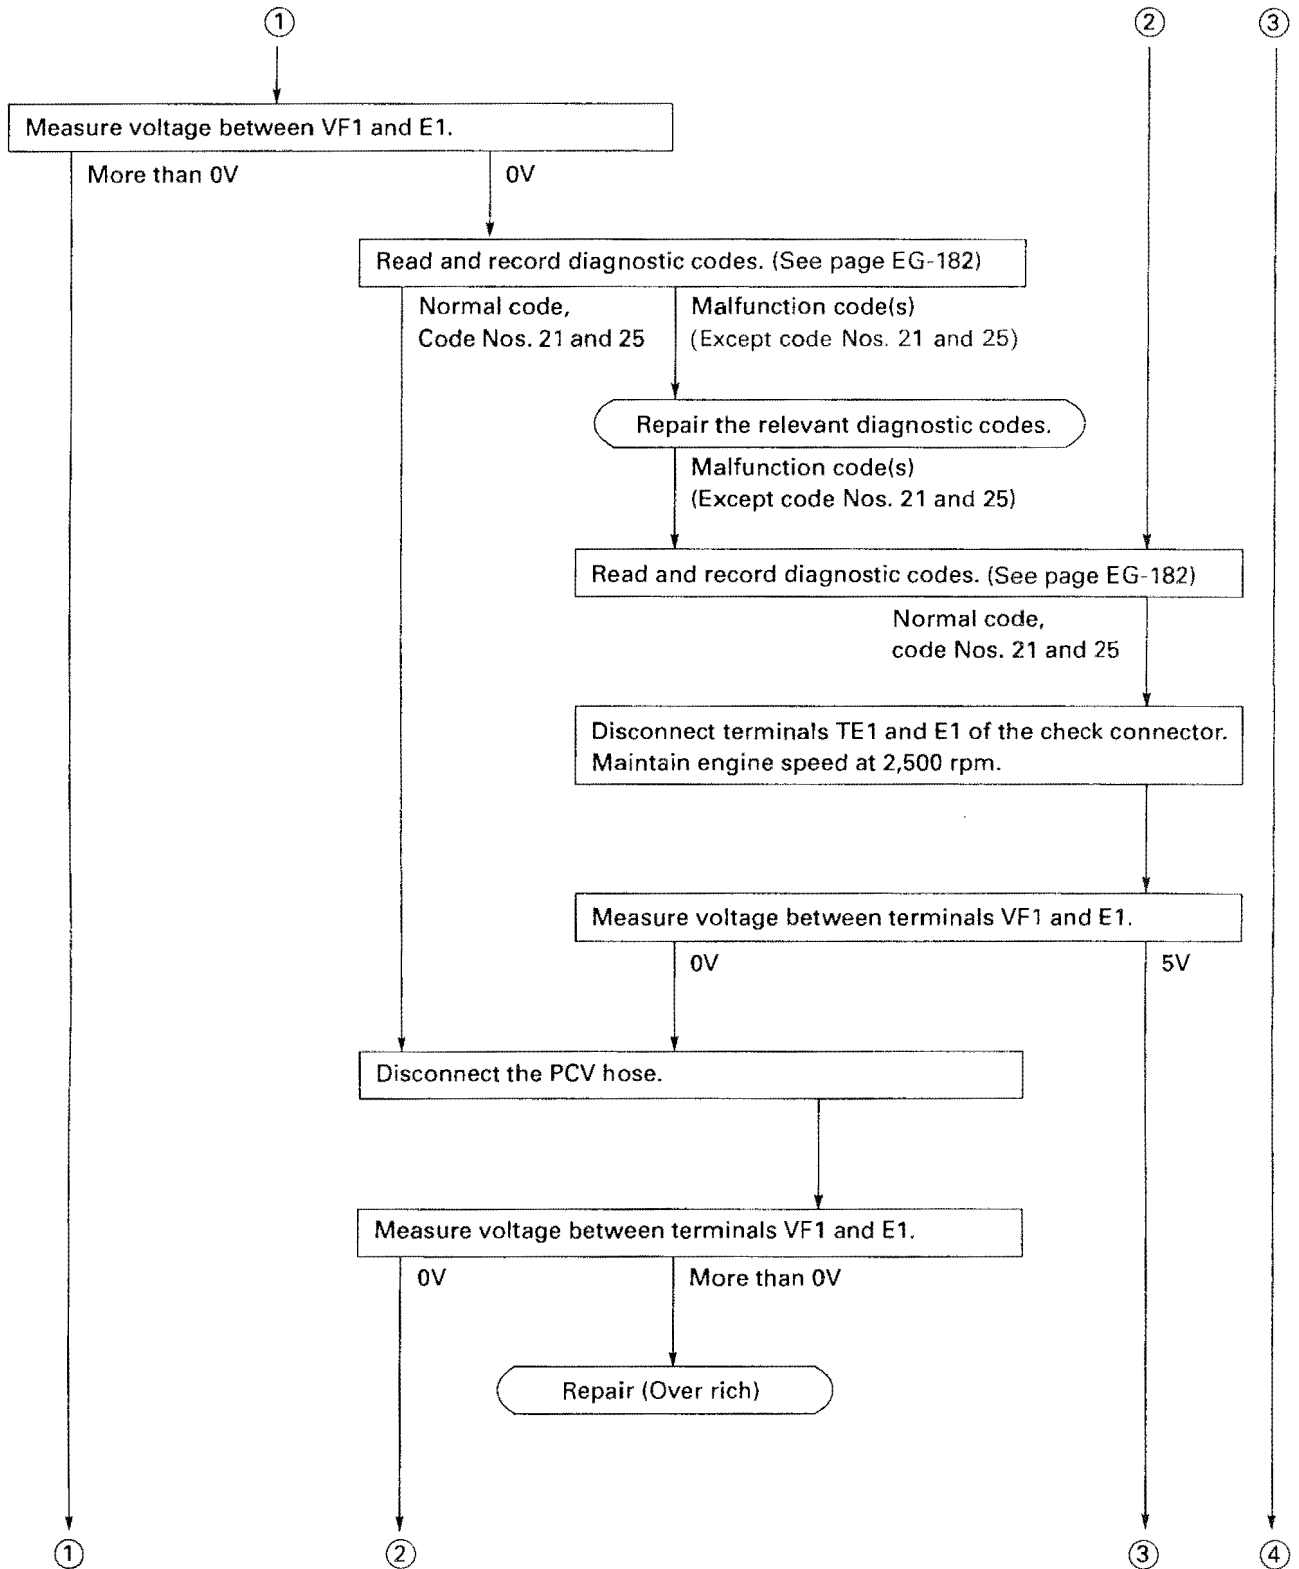 ① ② ③
Measure voltage between VF1 and E1.
More than 0V
0V
Read and record diagnostic codes. (See page EG-182)
Normal code,
Code Nos. 21 and 25
Malfunction code(s)
(Except code Nos. 21 and 25)
Repair the relevant diagnostic codes.
Malfunction code(s)
(Except code Nos. 21 and 25)
Read and record diagnostic codes. (See page EG-182)
Normal code,
code Nos. 21 and 25
Disconnect terminals TE1 and E1 of the check connector.
Maintain engine speed at 2,500 rpm.
Measure voltage between terminals VF1 and E1.
0V
5V
Disconnect the PCV hose.
Measure voltage between terminals VF1 and E1.
0V
More than 0V
Repair (Over rich)
① ② ③ ④